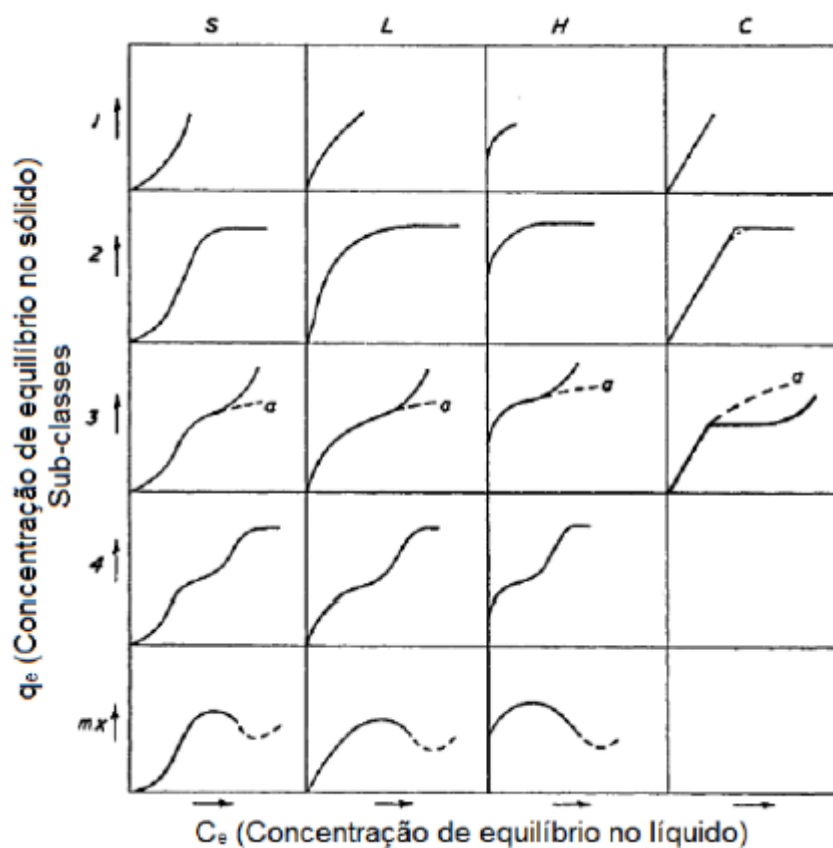 S L H C
1
2
3
a a a a
4
mx
qₑ (Concentração de equilíbrio no sólido)
Sub-classes
Cₑ (Concentração de equilíbrio no líquido)